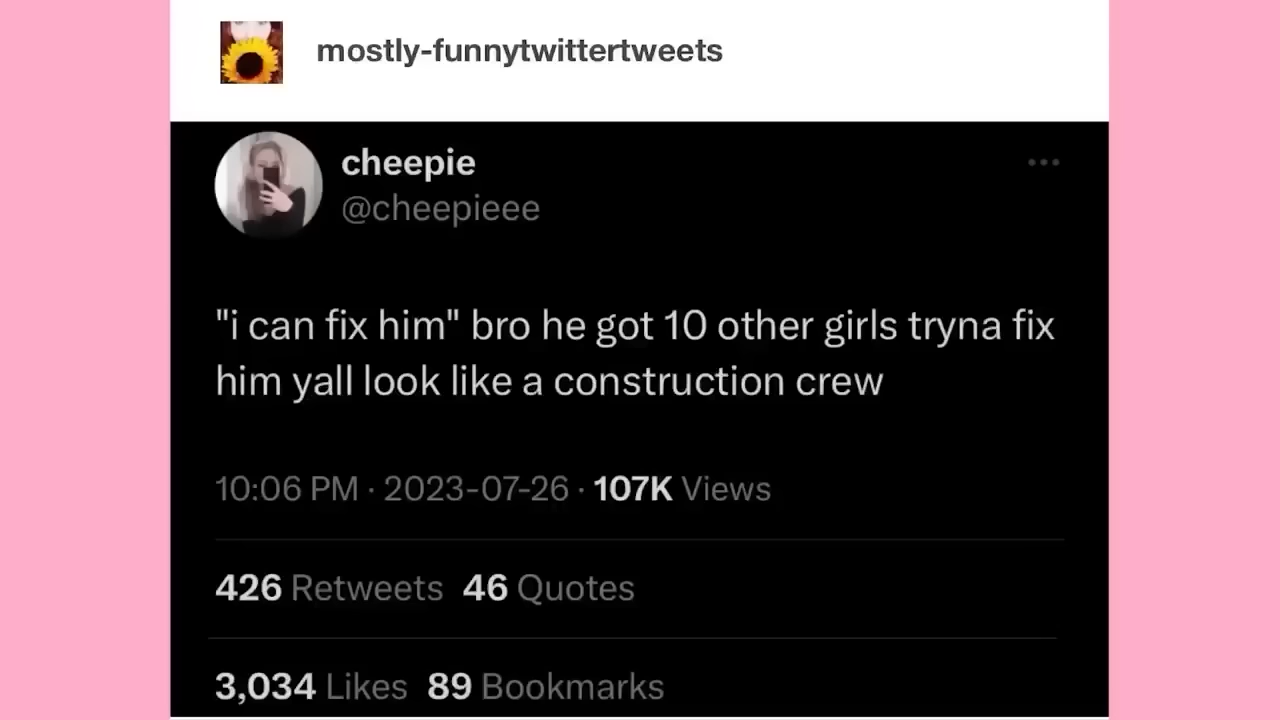 mostly-funnytwittertweets
cheepie
@cheepieee
"i can fix him" bro he got 10 other girls tryna fix
him yall look like a construction crew
10:06 PM · 2023-07-26 · 107K Views
426 Retweets 46 Quotes
3,034 Likes 89 Bookmarks